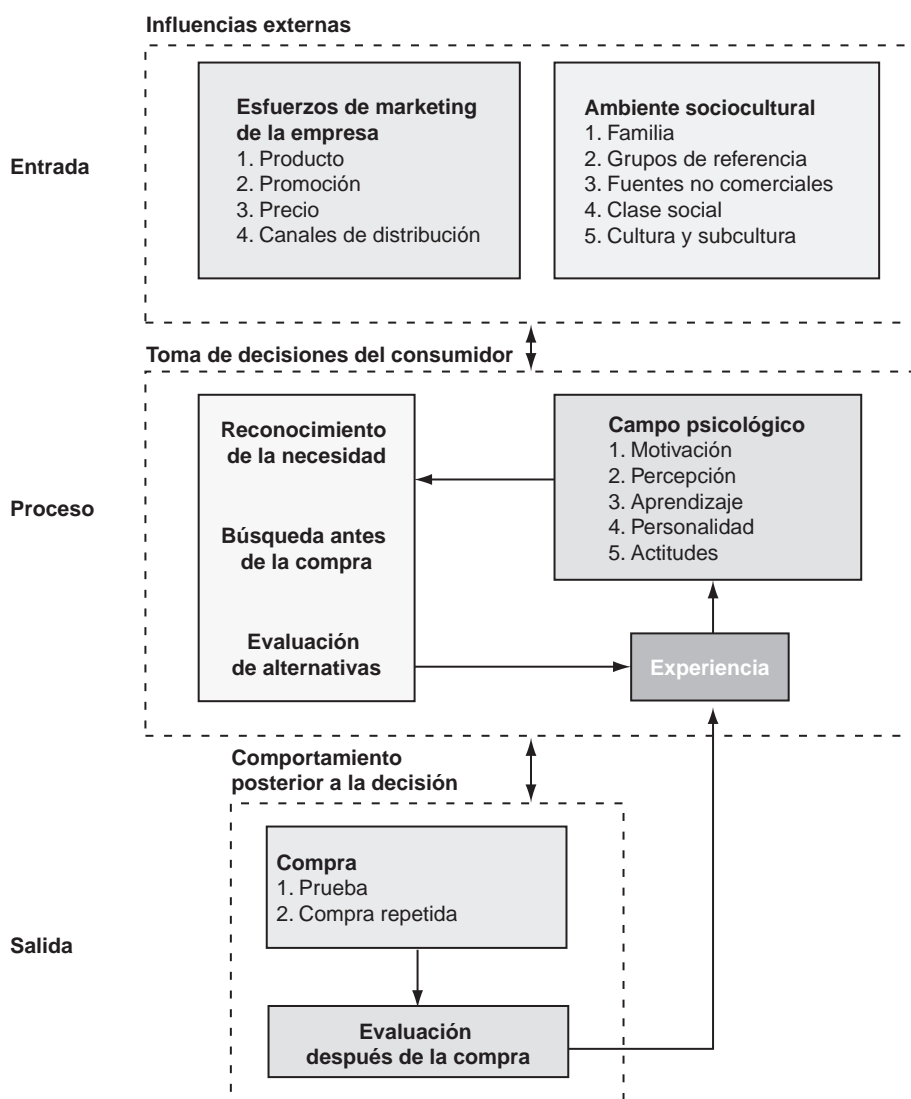 Influencias externas
Entrada
Esfuerzos de marketing
de la empresa
1. Producto
2. Promoción
3. Precio
4. Canales de distribución
Ambiente sociocultural
1. Familia
2. Grupos de referencia
3. Fuentes no comerciales
4. Clase social
5. Cultura y subcultura
Toma de decisiones del consumidor
Proceso
Reconocimiento
de la necesidad
Búsqueda antes
de la compra
Evaluación
de alternativas
Campo psicológico
1. Motivación
2. Percepción
3. Aprendizaje
4. Personalidad
5. Actitudes
Experiencia
Comportamiento
posterior a la decisión
Salida
Compra
1. Prueba
2. Compra repetida
Evaluación
después de la compra